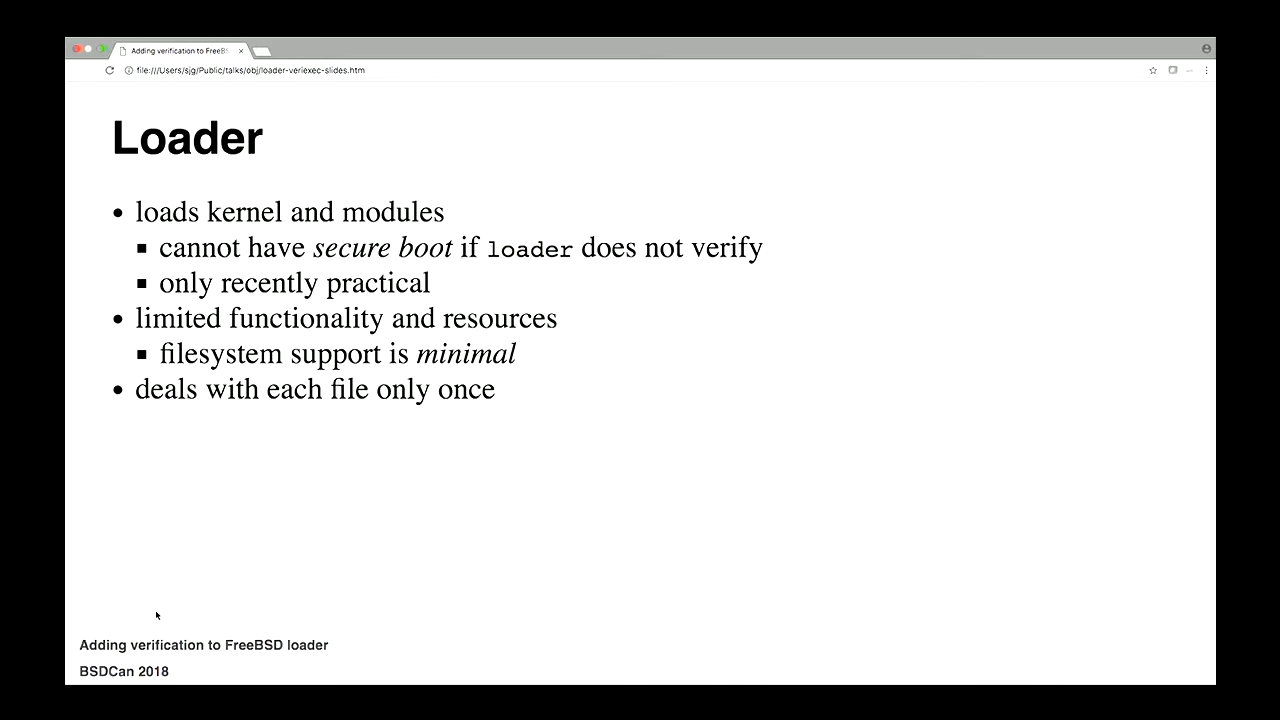 Adding verification to FreeBS
file:///Users/sjg/Public/talks/obj/loader-veriexec-slides.htm
Loader
• loads kernel and modules
▪ cannot have secure boot if loader does not verify
▪ only recently practical
• limited functionality and resources
▪ filesystem support is minimal
• deals with each file only once
Adding verification to FreeBSD loader
BSDCan 2018